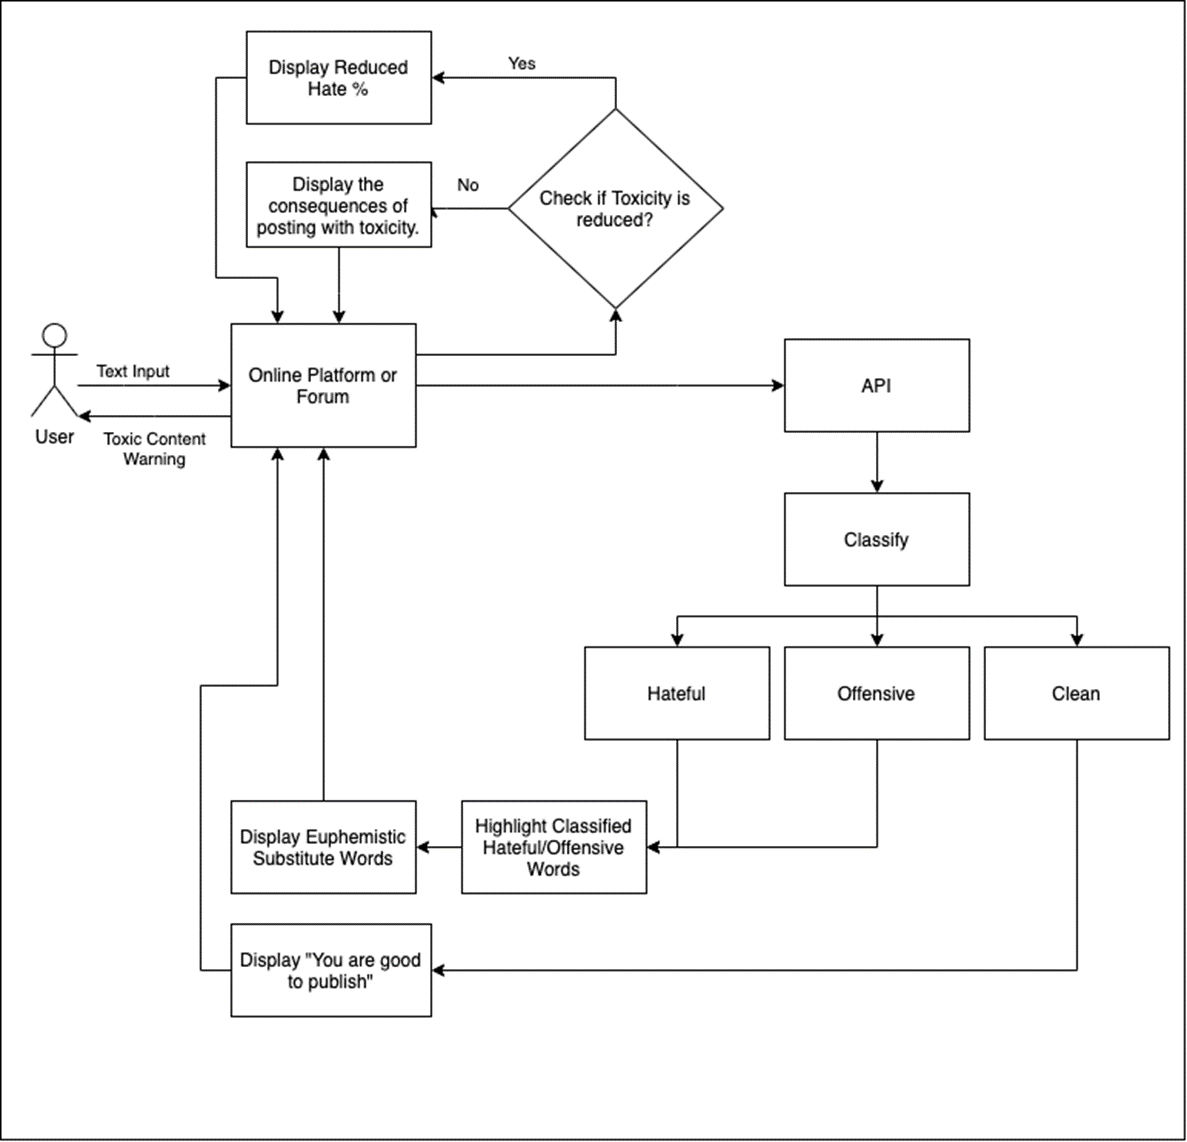 Display Reduced
Hate %
Yes
Display the
consequences of
posting with toxicity.
No
Check if Toxicity is
reduced?
Text Input
Online Platform or
Forum
API
User
Toxic Content
Warning
Classify
Hateful
Offensive
Clean
Display Euphemistic
Substitute Words
Highlight Classified
Hateful/Offensive
Words
Display "You are good
to publish"